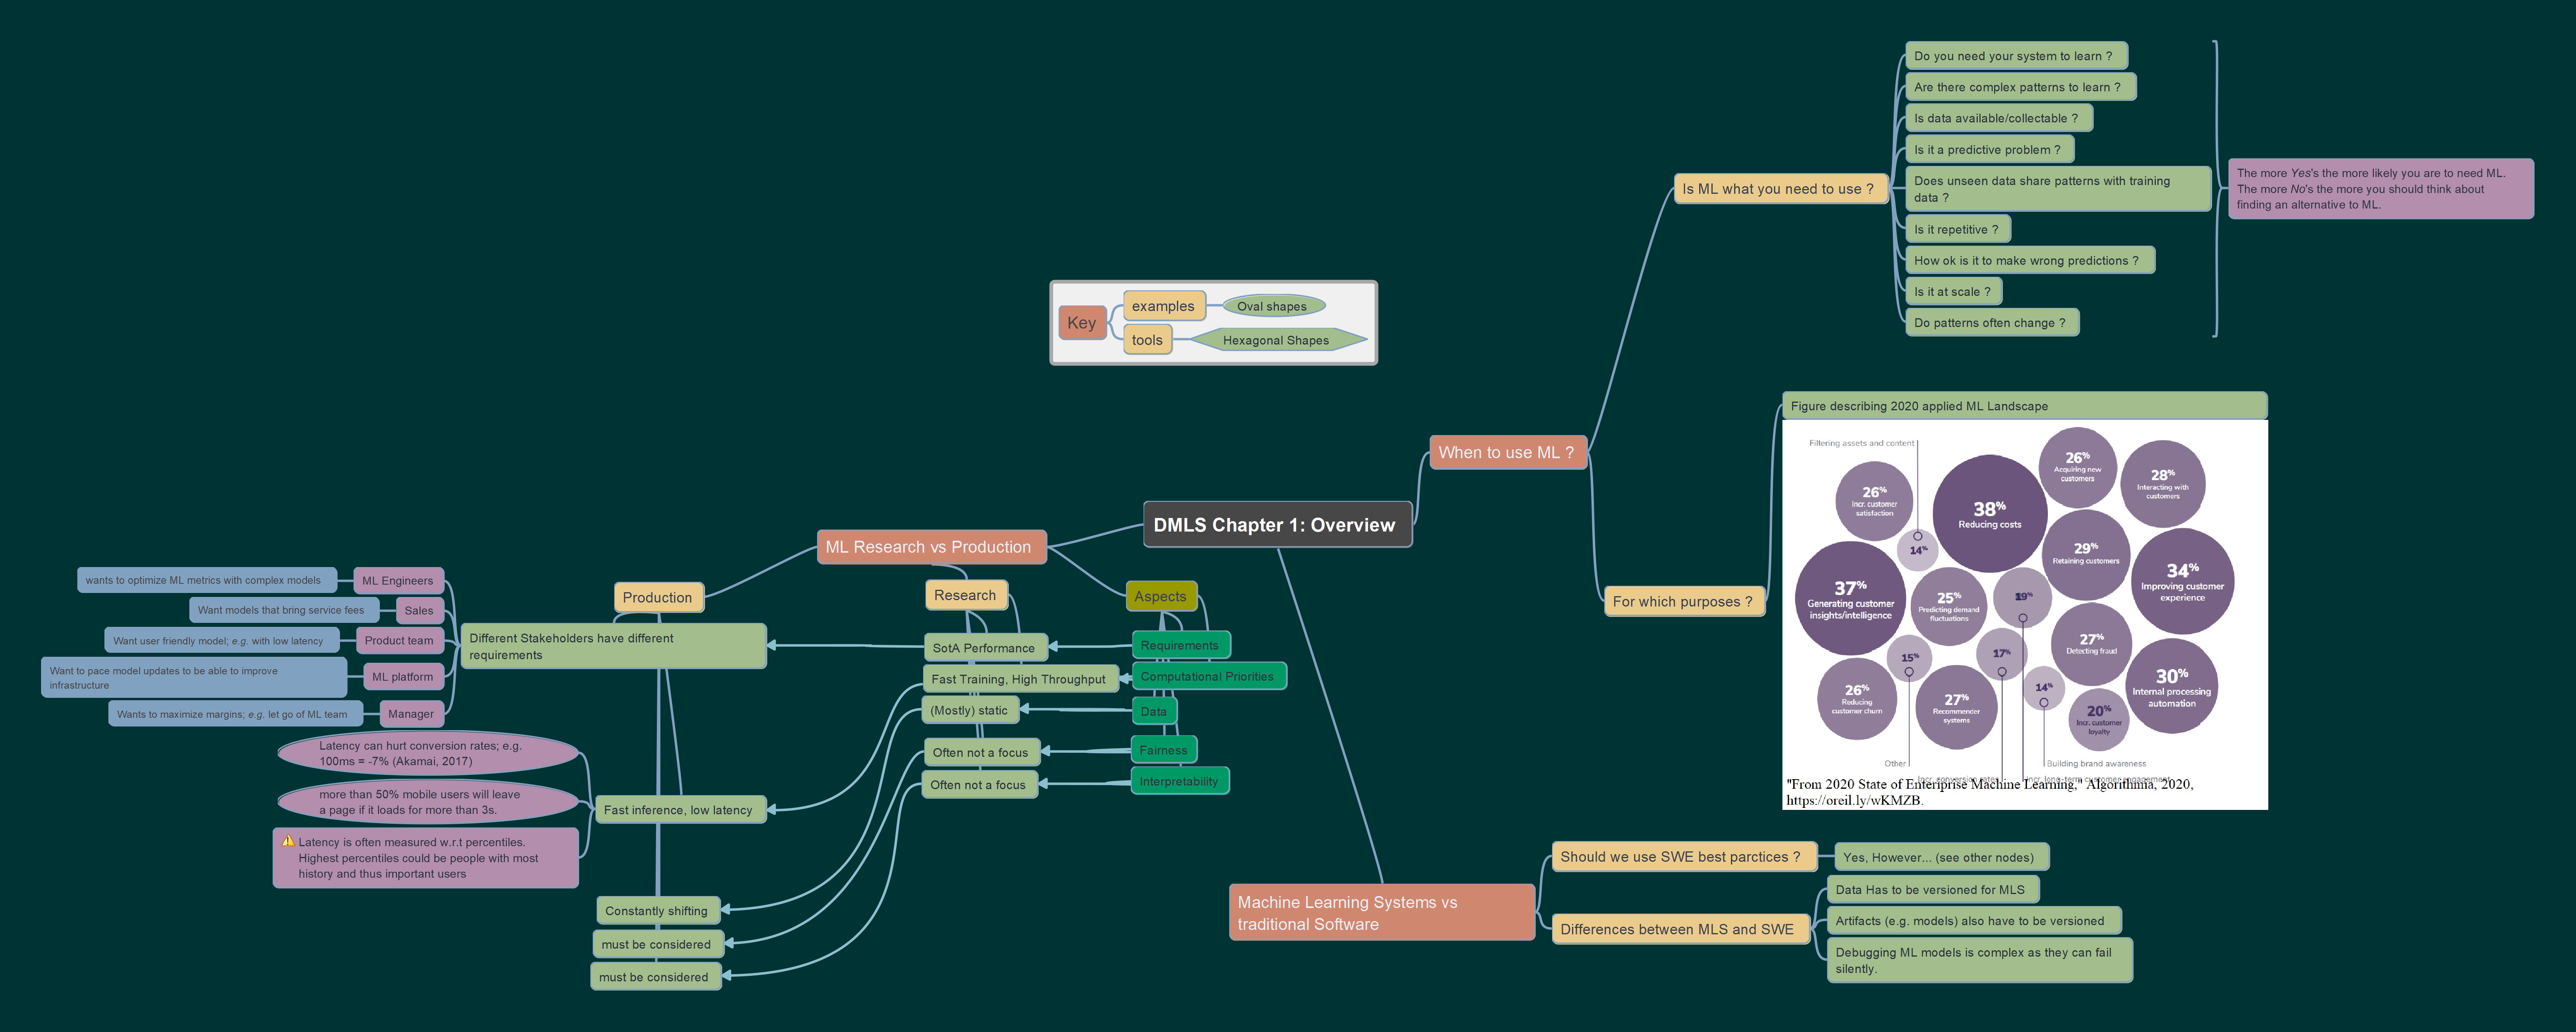 DMLS Chapter 1: Overview
Key
examples
Oval shapes
tools
Hexagonal Shapes
When to use ML ?
Is ML what you need to use ?
Do you need your system to learn ?
Are there complex patterns to learn ?
Is data available/collectable ?
Is it a predictive problem ?
Does unseen data share patterns with training
data ?
Is it repetitive ?
How ok is it to make wrong predictions ?
Is it at scale ?
Do patterns often change ?
The more Yes's the more likely you are to need ML.
The more No's the more you should think about
finding an alternative to ML.
For which purposes ?
Figure describing 2020 applied ML Landscape
Filtering assets and content
14%
26%
Incr. customer
satisfaction
38%
Reducing costs
26%
Acquiring new
customers
28%
Interacting with
customers
37%
Generating customer
insights/intelligence
25%
Predicting demand
fluctuations
19%
29%
Retaining customers
34%
Improving customer
experience
15%
17%
27%
Detecting fraud
26%
Reducing
customer churn
27%
Recommender
systems
14%
20%
Incr. customer
loyalty
30%
Internal processing
automation
Other
Incr. conversion rates
Incr. long-term customer engagement
Building brand awareness
"From 2020 State of Enterprise Machine Learning," Algorithmia, 2020,
https://oreil.ly/wKMZB.
Machine Learning Systems vs
traditional Software
Should we use SWE best parctices ?
Yes, However... (see other nodes)
Differences between MLS and SWE
Data Has to be versioned for MLS
Artifacts (e.g. models) also have to be versioned
Debugging ML models is complex as they can fail
silently.
ML Research vs Production
Aspects
Requirements
Computational Priorities
Data
Fairness
Interpretability
Research
SotA Performance
Fast Training, High Throughput
(Mostly) static
Often not a focus
Often not a focus
Production
Different Stakeholders have different
requirements
ML Engineers
wants to optimize ML metrics with complex models
Sales
Want models that bring service fees
Product team
Want user friendly model; e.g. with low latency
ML platform
Want to pace model updates to be able to improve
infrastructure
Manager
Wants to maximize margins; e.g. let go of ML team
Fast inference, low latency
Latency can hurt conversion rates; e.g.
100ms = -7% (Akamai, 2017)
more than 50% mobile users will leave
a page if it loads for more than 3s.
Latency is often measured w.r.t percentiles.
Highest percentiles could be people with most
history and thus important users
Constantly shifting
must be considered
must be considered